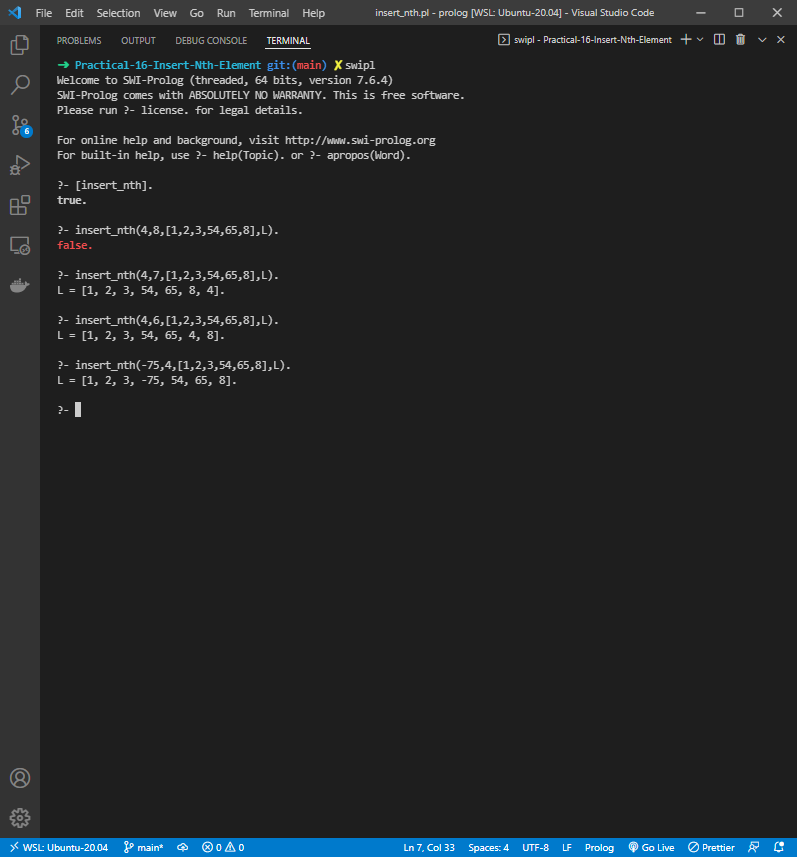 File Edit Selection View Go Run Terminal Help insert_nth.pl - prolog [WSL: Ubuntu-20.04] - Visual Studio Code
PROBLEMS OUTPUT DEBUG CONSOLE TERMINAL swipl - Practical-16-Insert-Nth-Element
➜ Practical-16-Insert-Nth-Element git:(main) ✗ swipl
Welcome to SWI-Prolog (threaded, 64 bits, version 7.6.4)
SWI-Prolog comes with ABSOLUTELY NO WARRANTY. This is free software.
Please run ?- license. for legal details.
For online help and background, visit http://www.swi-prolog.org
For built-in help, use ?- help(Topic). or ?- apropos(Word).
?- [insert_nth].
true.
?- insert_nth(4,8,[1,2,3,54,65,8],L).
false.
?- insert_nth(4,7,[1,2,3,54,65,8],L).
L = [1, 2, 3, 54, 65, 8, 4].
?- insert_nth(4,6,[1,2,3,54,65,8],L).
L = [1, 2, 3, 54, 65, 4, 8].
?- insert_nth(-75,4,[1,2,3,54,65,8],L).
L = [1, 2, 3, -75, 54, 65, 8].
?-
6
WSL: Ubuntu-20.04 main* 0 0 Ln 7, Col 33 Spaces: 4 UTF-8 LF Prolog Go Live Prettier